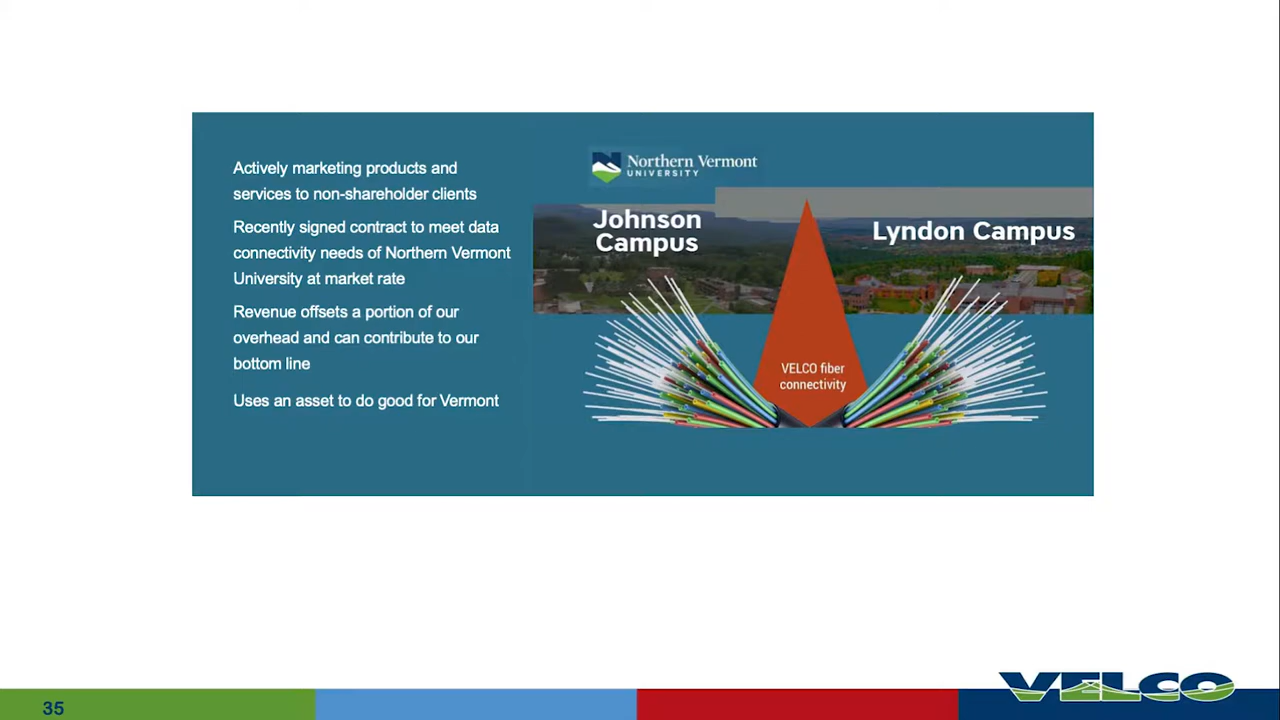 Actively marketing products and
services to non-shareholder clients
Recently signed contract to meet data
connectivity needs of Northern Vermont
University at market rate
Revenue offsets a portion of our
overhead and can contribute to our
bottom line
Uses an asset to do good for Vermont
Northern Vermont
UNIVERSITY
Johnson
Campus
Lyndon Campus
VELCO fiber
connectivity
35
VELCO